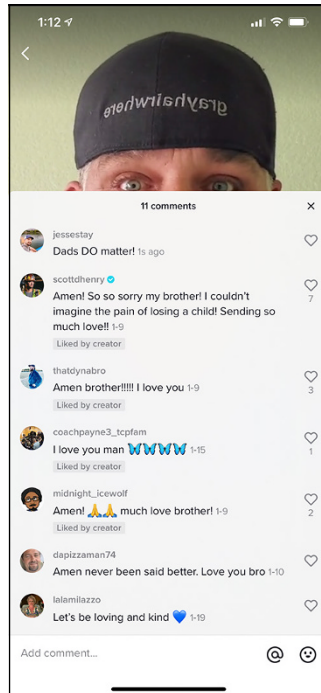 1:12
grayhairwhere
11 comments
jessestay
Dads DO matter! 1s ago
scottdhenry
Amen! So so sorry my brother! I couldn't
imagine the pain of losing a child! Sending so
much love!! 1-9
7
Liked by creator
thatdynabro
Amen brother!!!!! I love you 1-9
3
Liked by creator
coachpayne3_tcpfam
I love you man 🦋🦋🦋🦋 1-15
1
Liked by creator
midnight_icewolf
Amen! 🙏🙏 much love brother! 1-9
2
Liked by creator
dapizzaman74
Amen never been said better. Love you bro 1-10
lalamilazzo
Let's be loving and kind 💙 1-19
Add comment...